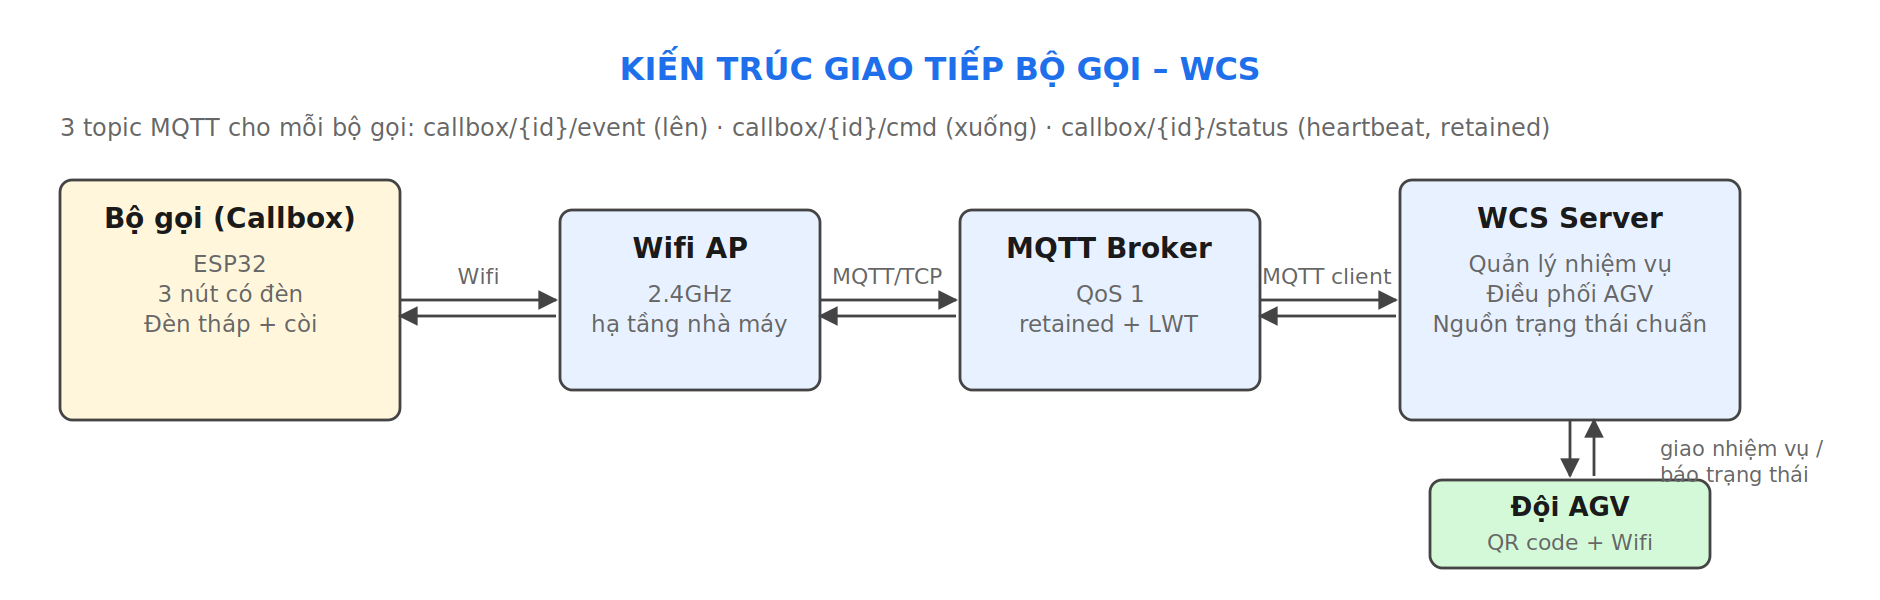 KIẾN TRÚC GIAO TIẾP BỘ GỌI – WCS
3 topic MQTT cho mỗi bộ gọi: callbox/{id}/event (lên) · callbox/{id}/cmd (xuống) · callbox/{id}/status (heartbeat, retained)
Bộ gọi (Callbox)
ESP32
3 nút có đèn
Đèn tháp + còi
Wifi
Wifi AP
2.4GHz
hạ tầng nhà máy
MQTT/TCP
MQTT Broker
QoS 1
retained + LWT
MQTT client
WCS Server
Quản lý nhiệm vụ
Điều phối AGV
Nguồn trạng thái chuẩn
giao nhiệm vụ /
báo trạng thái
Đội AGV
QR code + Wifi